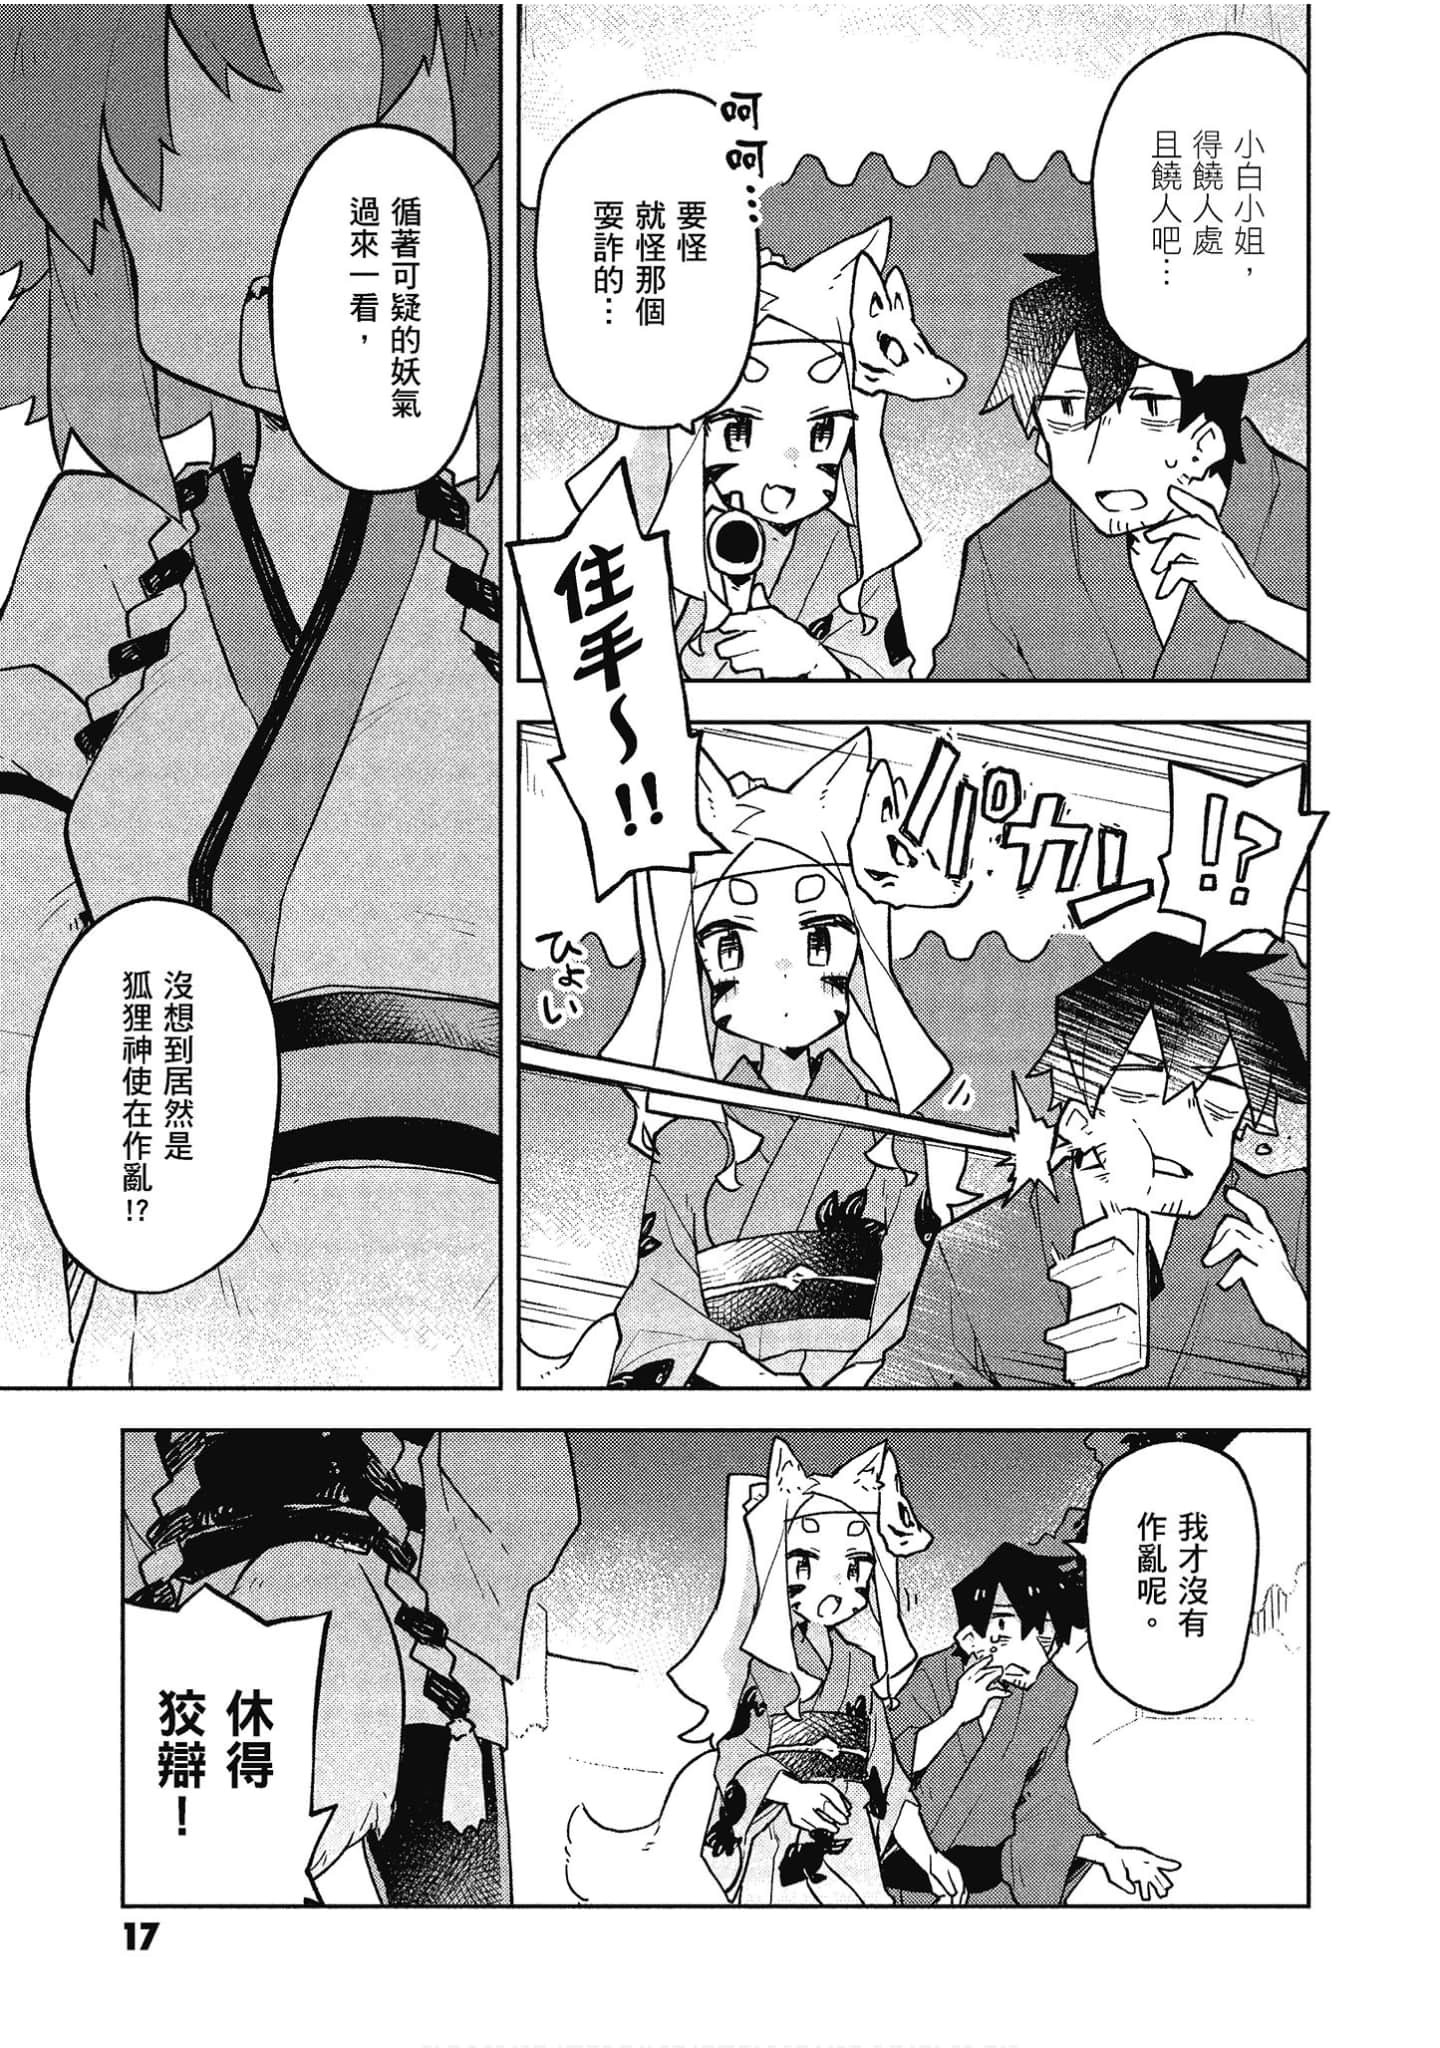 小白小姐，
得饒人處
且饒人吧…
呵呵…
要怪
就怪那個
耍詐的…
住手～!!
!?
パカン
ひょい
循著可疑的妖氣
過來一看，
沒想到居然是
狐狸神使在作亂!?
我才沒有
作亂呢。
休得
狡辯！
17